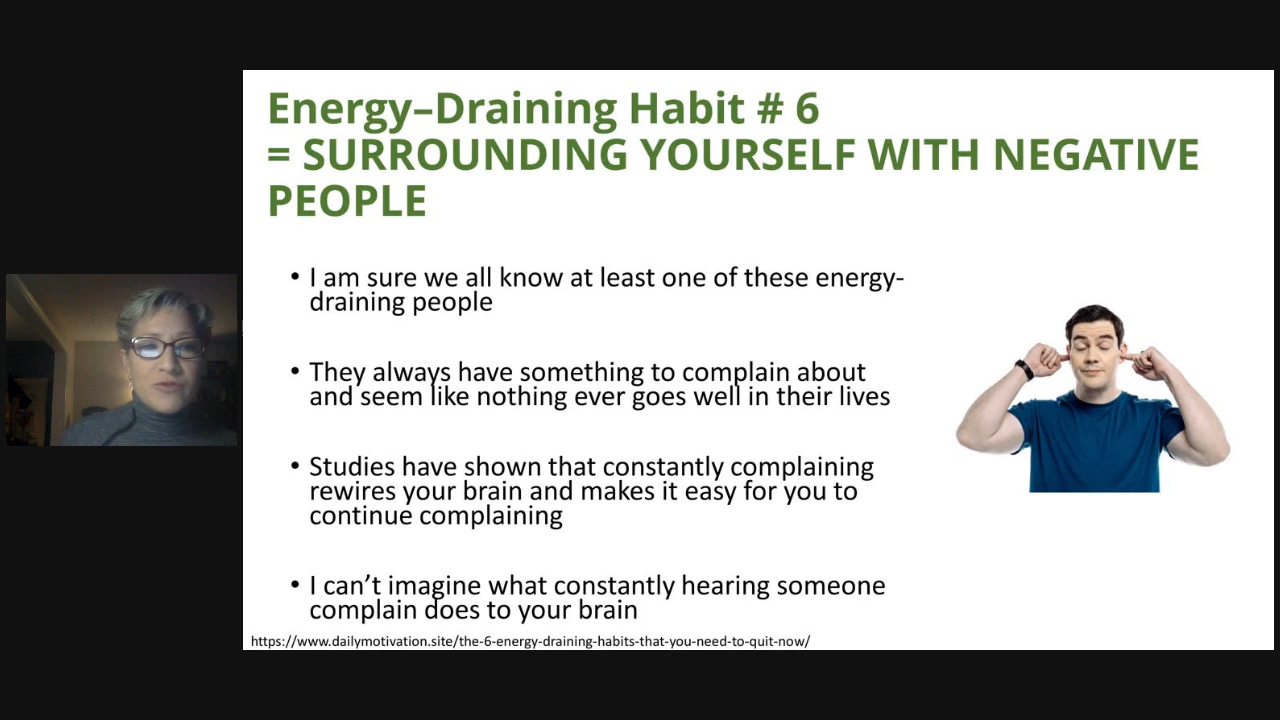 Energy–Draining Habit # 6
= SURROUNDING YOURSELF WITH NEGATIVE
PEOPLE
• I am sure we all know at least one of these energy-
draining people
• They always have something to complain about
and seem like nothing ever goes well in their lives
• Studies have shown that constantly complaining
rewires your brain and makes it easy for you to
continue complaining
• I can’t imagine what constantly hearing someone
complain does to your brain
https://www.dailymotivation.site/the-6-energy-draining-habits-that-you-need-to-quit-now/